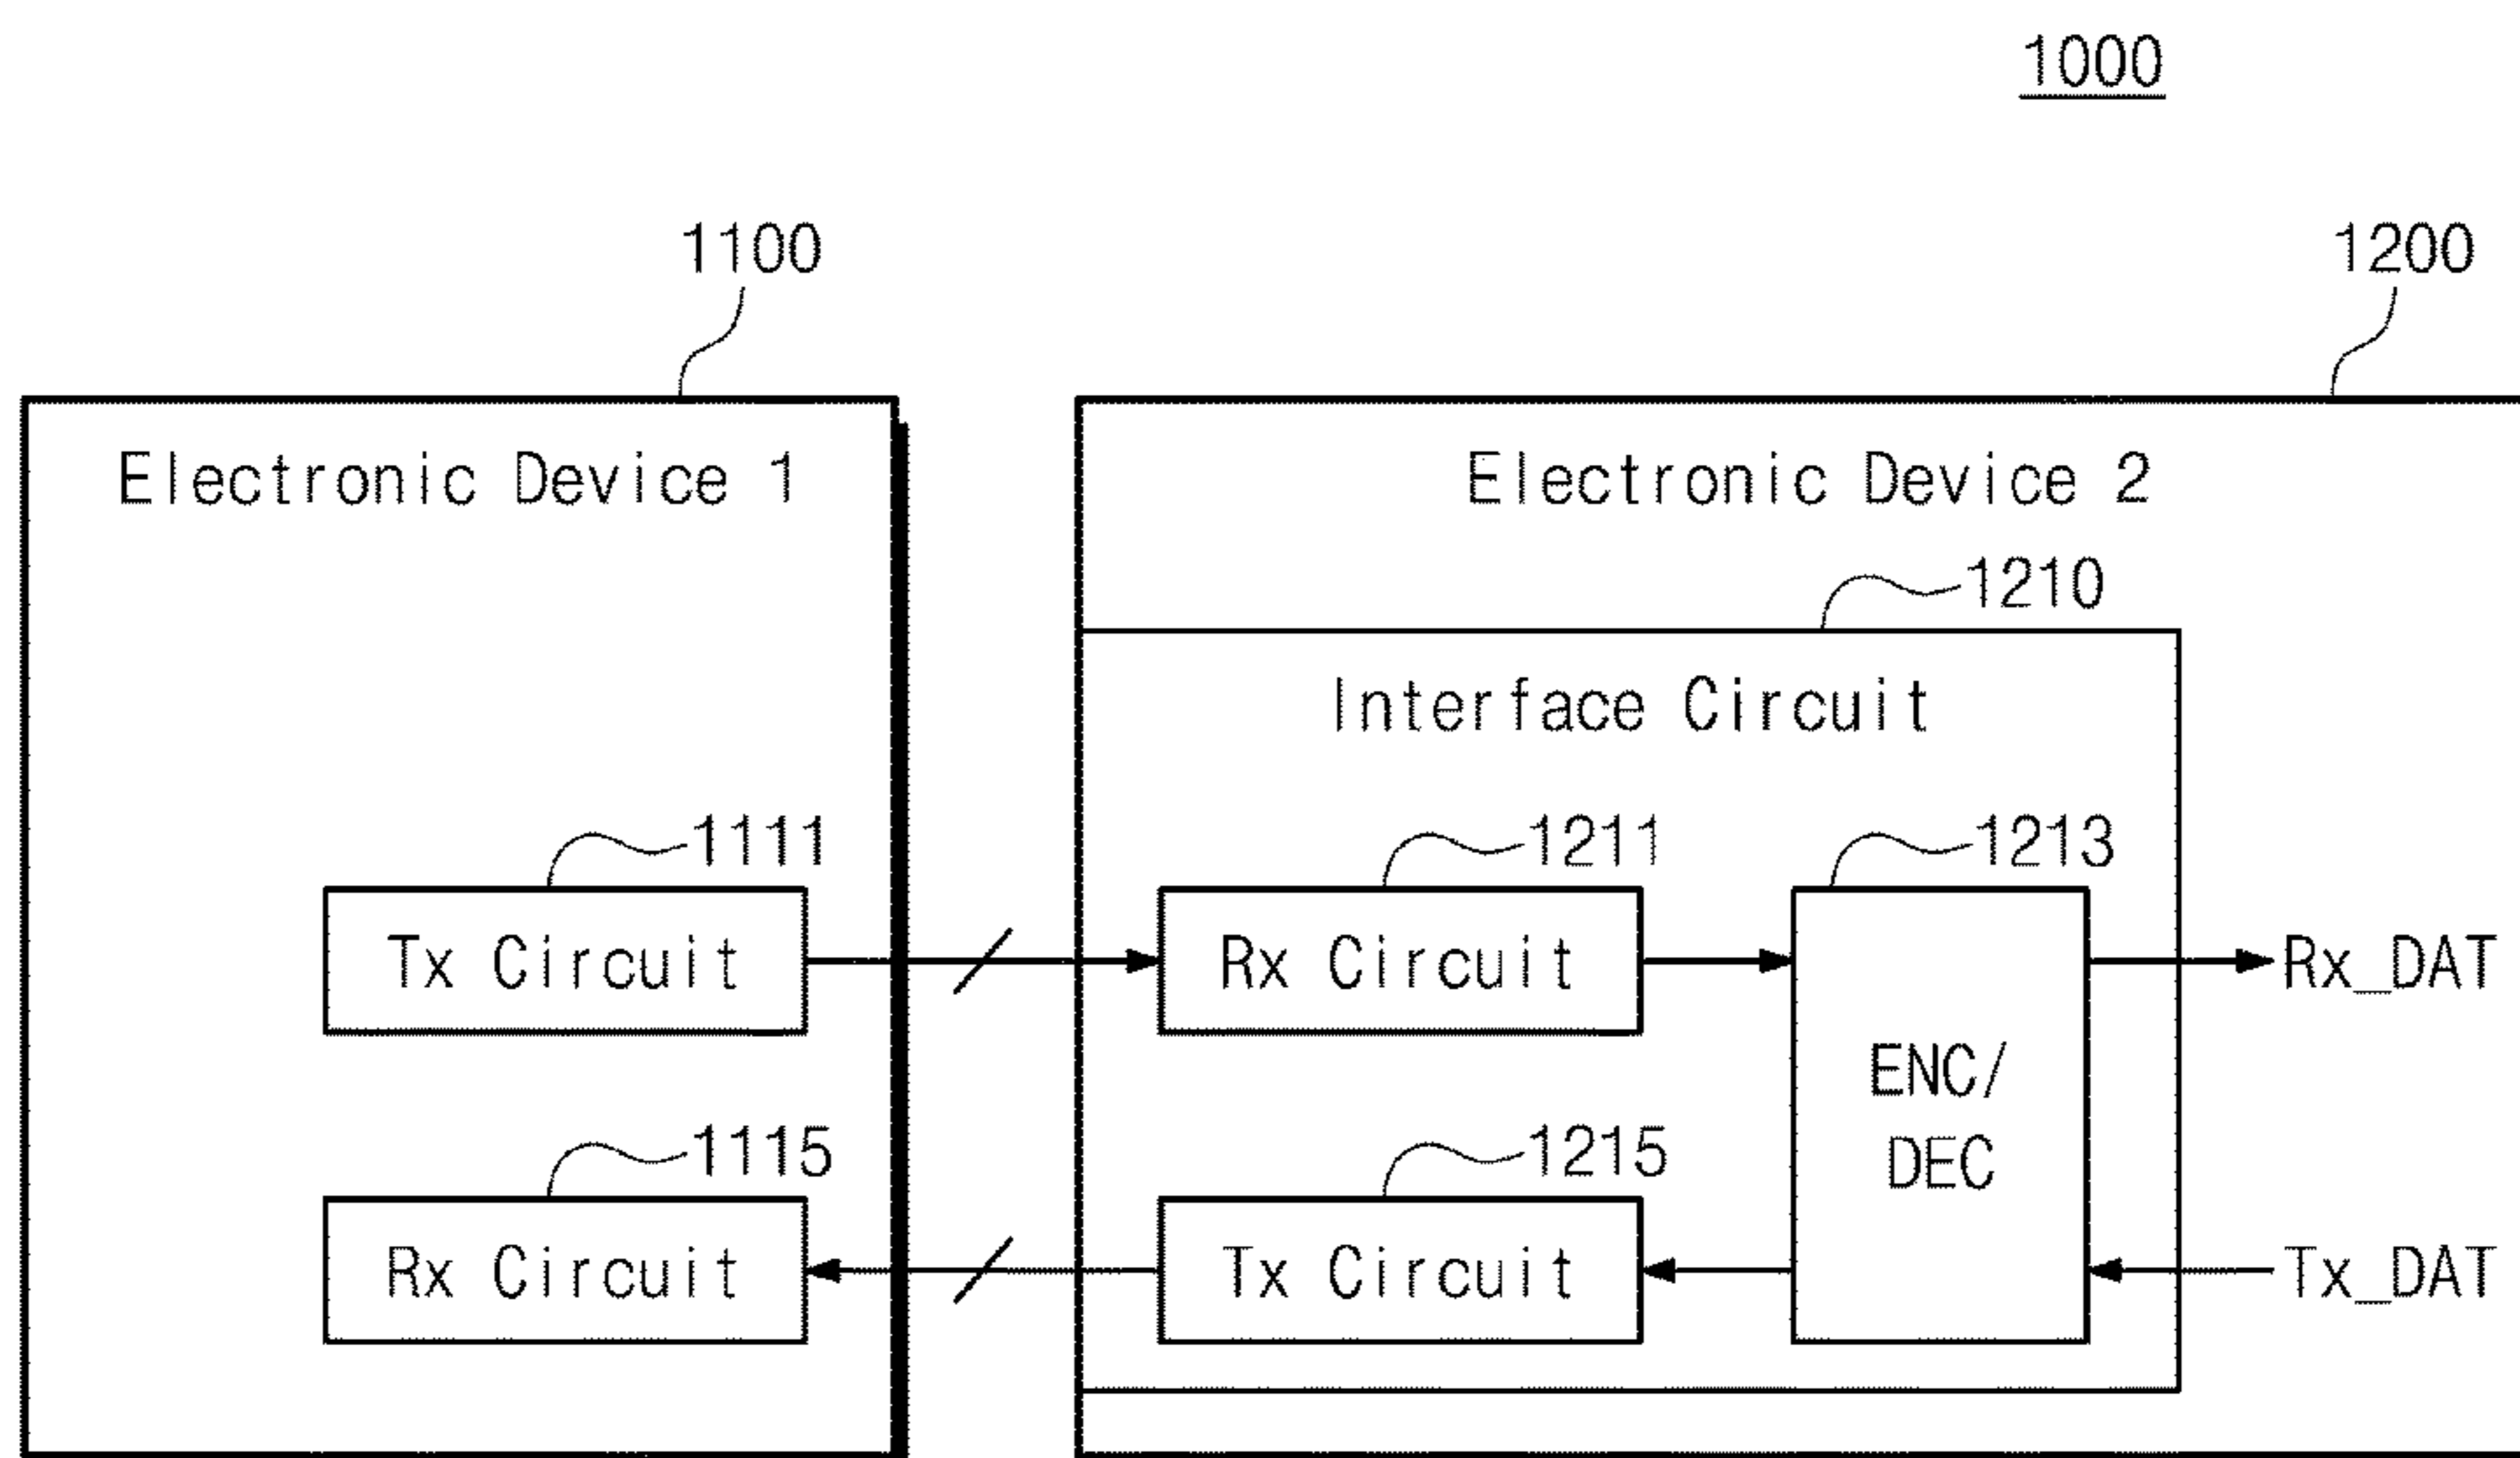 1000
1100
1200
Electronic Device 1
Electronic Device 2
1210
Interface Circuit
1111
1211
1213
Tx Circuit
Rx Circuit
Rx_DAT
ENC/
DEC
1115
1215
Rx Circuit
Tx Circuit
Tx_DAT